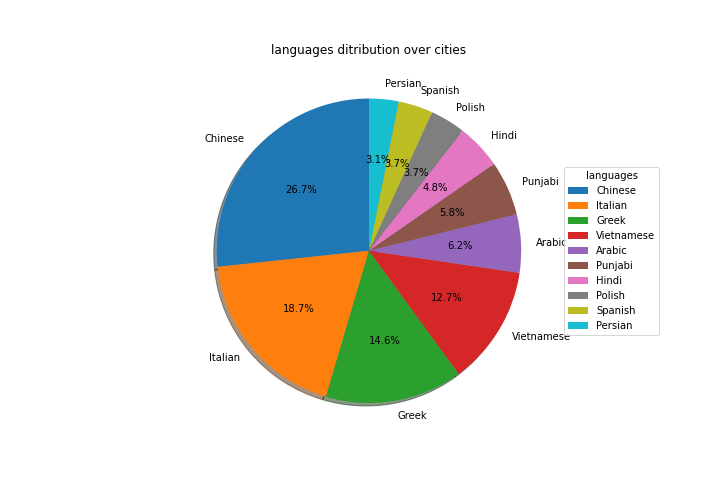 languages ditribution over cities
Persian
Spanish
Polish
Hindi
Punjabi
Arabic
Vietnamese
Greek
Italian
Chinese
3.1%
3.7%
3.7%
4.8%
5.8%
6.2%
12.7%
14.6%
18.7%
26.7%
languages
Chinese
Italian
Greek
Vietnamese
Arabic
Punjabi
Hindi
Polish
Spanish
Persian